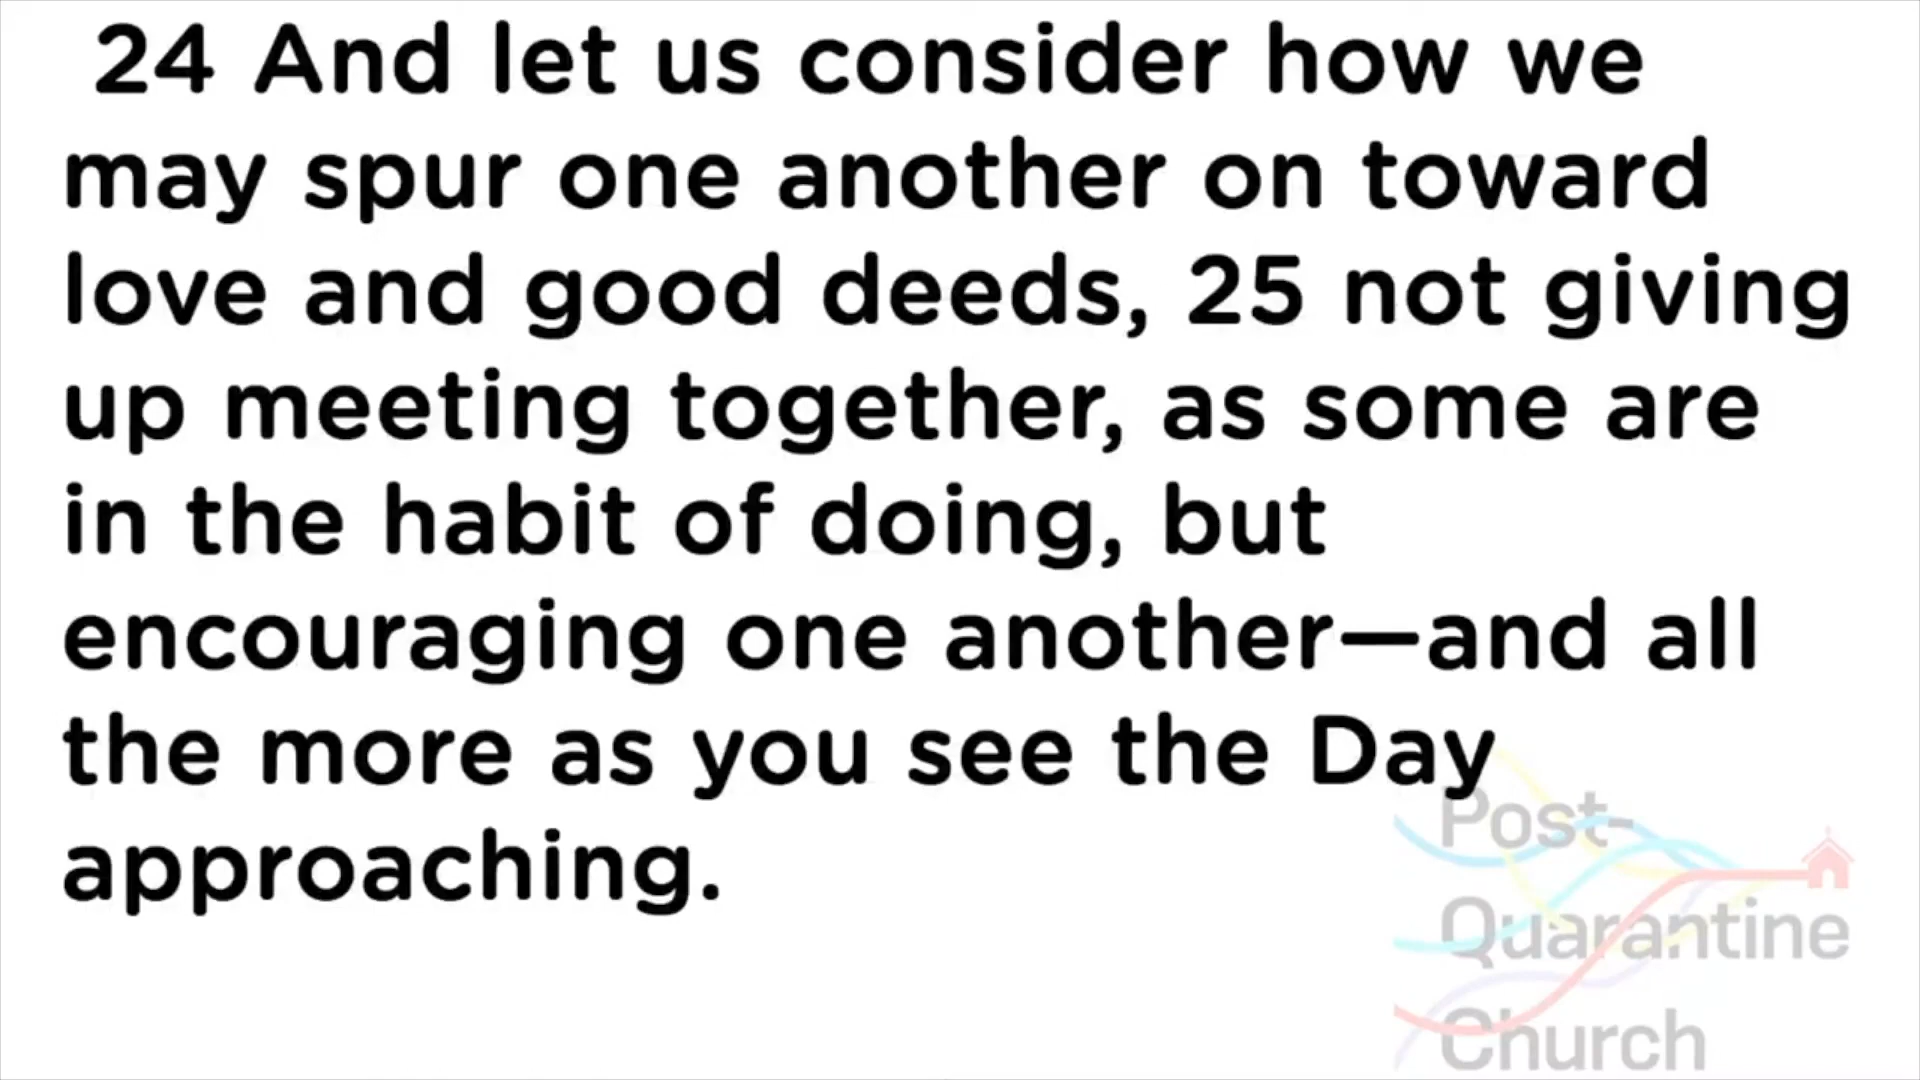 24 And let us consider how we
may spur one another on toward
love and good deeds, 25 not giving
up meeting together, as some are
in the habit of doing, but
encouraging one another—and all
the more as you see the Day
approaching.
Post-
Quarantine
Church